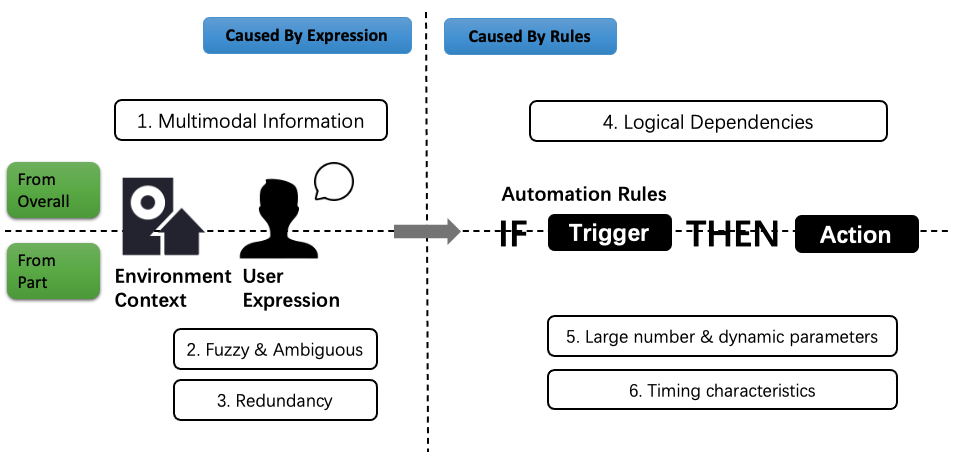 Caused By Expression
Caused By Rules
1. Multimodal Information
4. Logical Dependencies
From
Overall
Automation Rules
IF Trigger THEN Action
From
Part
Environment
Context
User
Expression
2. Fuzzy & Ambiguous
3. Redundancy
5. Large number & dynamic parameters
6. Timing characteristics